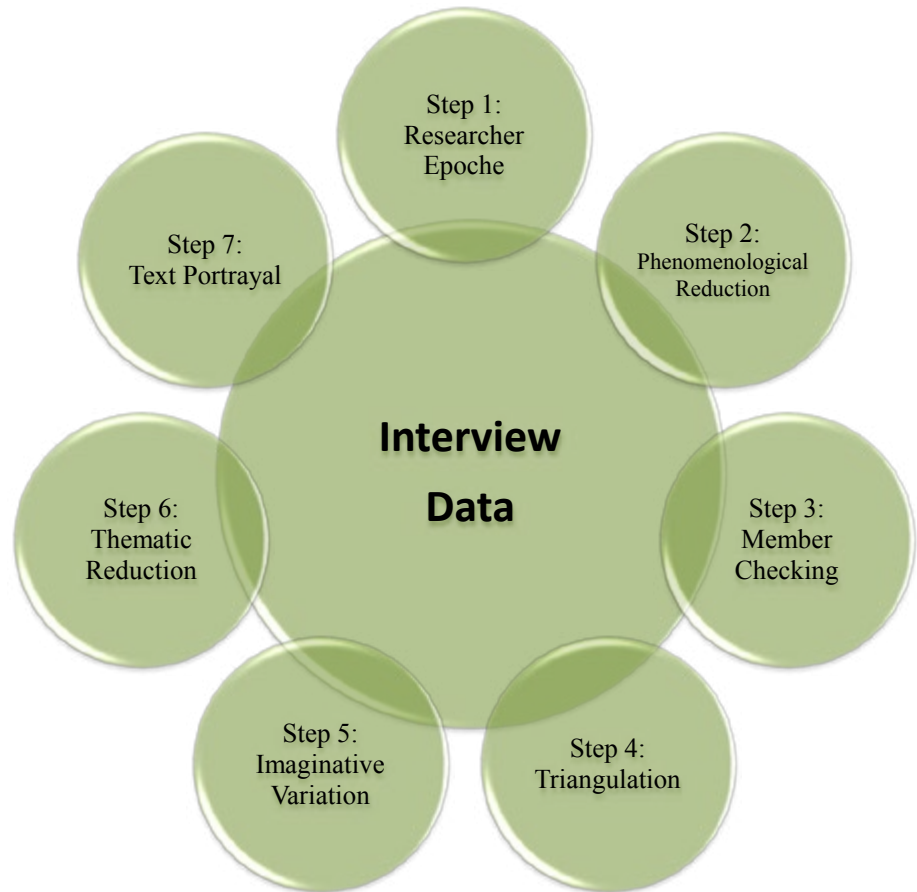 Step 1:
Researcher
Epoche
Step 2:
Phenomenological
Reduction
Step 3:
Member
Checking
Step 4:
Triangulation
Step 5:
Imaginative
Variation
Step 6:
Thematic
Reduction
Step 7:
Text Portrayal
Interview
Data